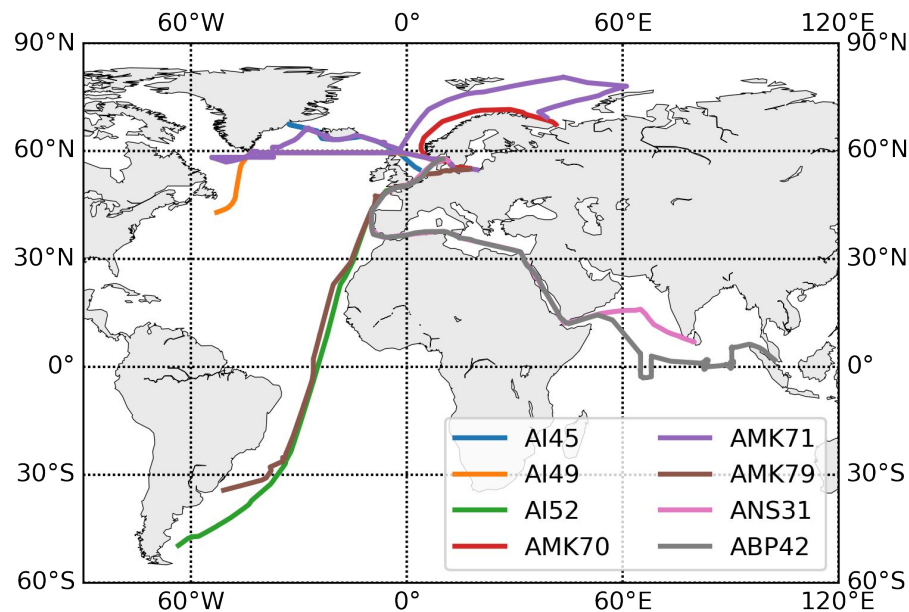 60°W 0° 60°E 120°E
90°N 90°N
60°N 60°N
30°N 30°N
0° 0°
30°S 30°S
60°S 60°S
60°W 0° 60°E 120°E
AI45 AMK71
AI49 AMK79
AI52 ANS31
AMK70 ABP42